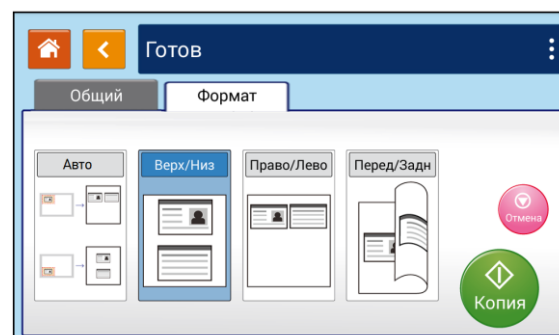 Готов
Общий
Формат
Авто
Верх/Низ
Право/Лево
Перед/Задн
Отмена
Копия